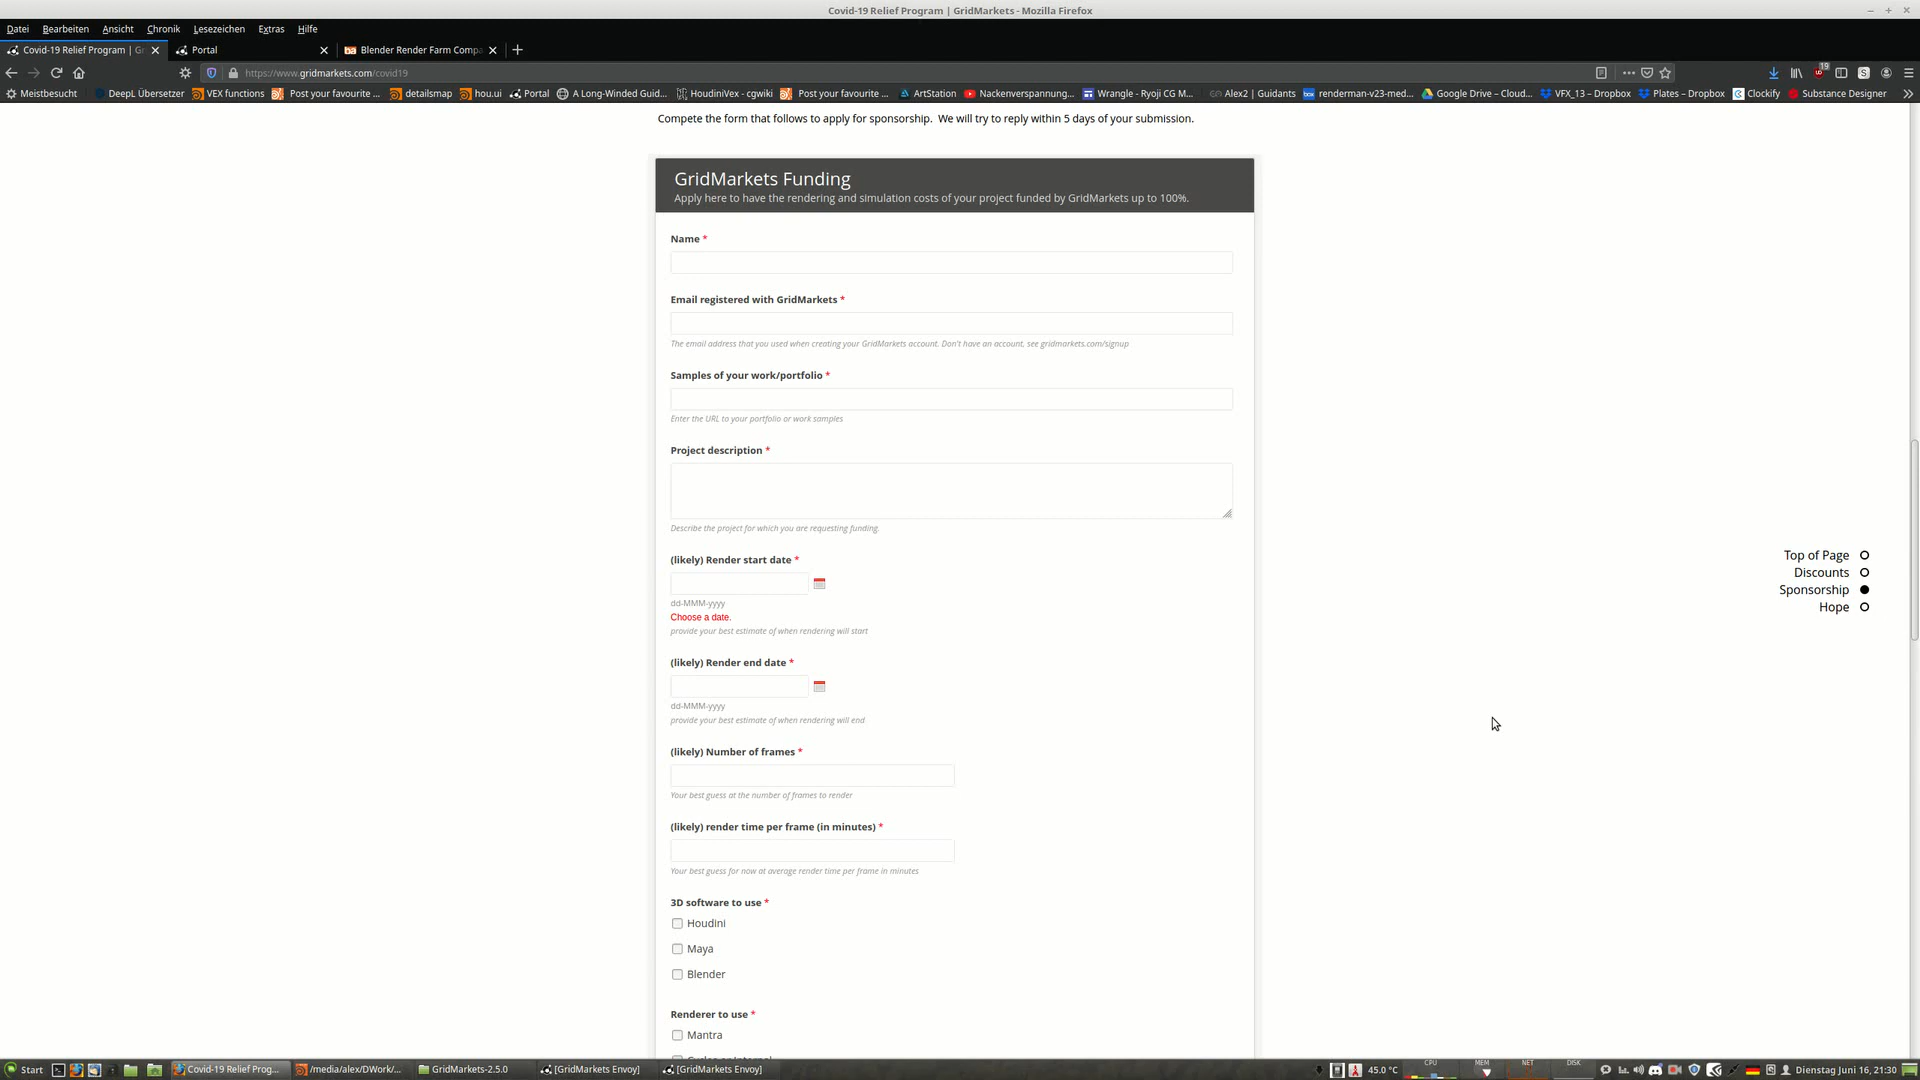 Covid-19 Relief Program | GridMarkets - Mozilla Firefox
Datei Bearbeiten Ansicht Chronik Lesezeichen Extras Hilfe
Covid-19 Relief Program | Gr
Portal
Blender Render Farm Compa
https://www.gridmarkets.com/covid19
19
Meistbesucht DeepL Übersetzer VEX functions Post your favourite ... detailsmap hou.ui Portal A Long-Winded Guid... HoudiniVex - cgwiki Post your favourite ... ArtStation Nackenverspannung... Wrangle - Ryoji CG M... Alex2 | Guidants renderman-v23-med... Google Drive – Cloud... VFX_13 – Dropbox Plates – Dropbox Clockify Substance Designer
Compete the form that follows to apply for sponsorship. We will try to reply within 5 days of your submission.
GridMarkets Funding
Apply here to have the rendering and simulation costs of your project funded by GridMarkets up to 100%.
Name *
Email registered with GridMarkets *
The email address that you used when creating your GridMarkets account. Don't have an account, see gridmarkets.com/signup
Samples of your work/portfolio *
Enter the URL to your portfolio or work samples
Project description *
Describe the project for which you are requesting funding.
(likely) Render start date *
dd-MMM-yyyy
Choose a date.
provide your best estimate of when rendering will start
(likely) Render end date *
dd-MMM-yyyy
provide your best estimate of when rendering will end
(likely) Number of frames *
Your best guess at the number of frames to render
(likely) render time per frame (in minutes) *
Your best guess for now at average render time per frame in minutes
3D software to use *
Houdini
Maya
Blender
Renderer to use *
Mantra
Top of Page
Discounts
Sponsorship
Hope
Start Covid-19 Relief Prog... /media/alex/DWork/... GridMarkets-2.5.0 [GridMarkets Envoy] [GridMarkets Envoy] 45.0 °C CPU MEM NET DISK Dienstag Juni 16, 21:30